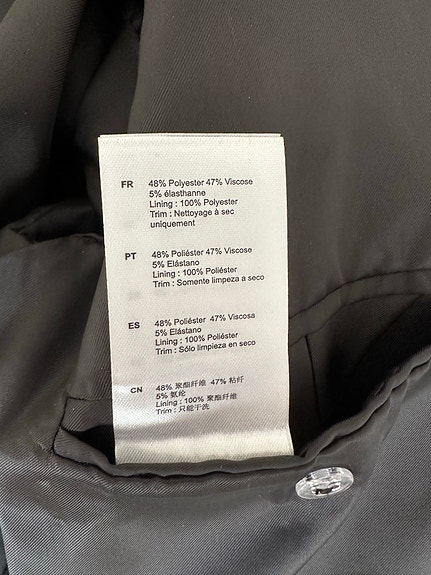 FR 48% Polyester 47% Viscose
5% élasthanne
Lining : 100% Polyester
Trim : Nettoyage à sec
uniquement
PT 48% Poliéster 47% Viscose
5% Elástano
Lining : 100% Poliéster
Trim : Somente limpeza a seco
ES 48% Poliéster 47% Viscosa
5% Elastano
Lining : 100% Poliéster
Trim : Sólo limpieza en seco
CN 48% 聚酯纤维 47% 粘纤
5% 氨纶
Lining : 100% 聚酯纤维
Trim : 只能干洗